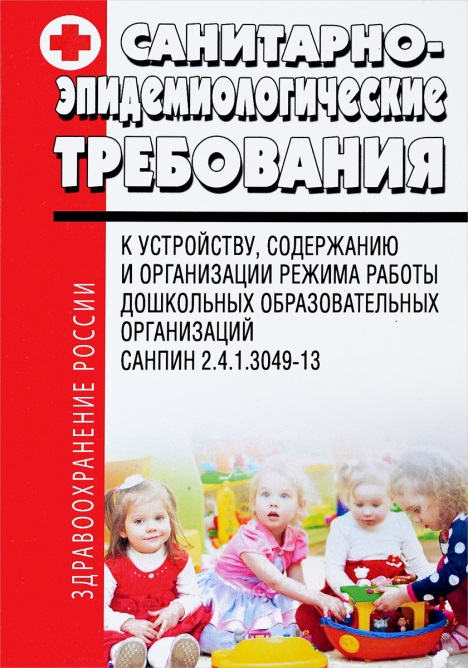 САНИТАРНО-
ЭПИДЕМИОЛОГИЧЕСКИЕ
ТРЕБОВАНИЯ
К УСТРОЙСТВУ, СОДЕРЖАНИЮ
И ОРГАНИЗАЦИИ РЕЖИМА РАБОТЫ
ДОШКОЛЬНЫХ ОБРАЗОВАТЕЛЬНЫХ
ОРГАНИЗАЦИЙ
САНПИН 2.4.1.3049-13
ЗДРАВООХРАНЕНИЕ РОССИИ